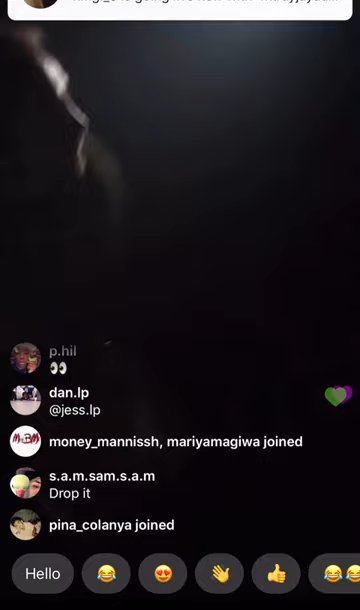 p.hil
👀
dan.lp
@jess.lp
money_mannissh, mariyamagiwa joined
s.a.m.sam.s.a.m
Drop it
pina_colanya joined
Hello 😂 😍 👋 👍 😂😂